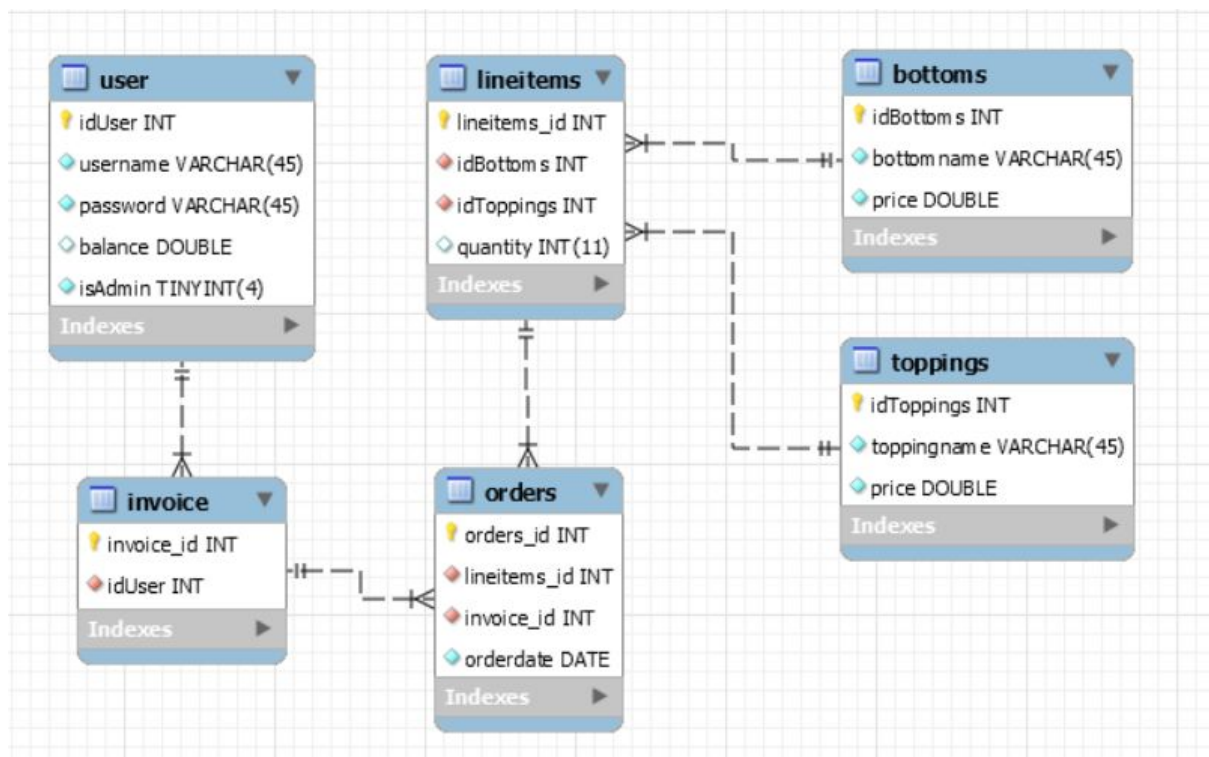 user
idUser INT
username VARCHAR(45)
password VARCHAR(45)
balance DOUBLE
isAdmin TINYINT(4)
Indexes
lineitems
lineitems_id INT
idBottoms INT
idToppings INT
quantity INT(11)
Indexes
bottoms
idBottoms INT
bottomname VARCHAR(45)
price DOUBLE
Indexes
toppings
idToppings INT
toppingname VARCHAR(45)
price DOUBLE
Indexes
invoice
invoice_id INT
idUser INT
Indexes
orders
orders_id INT
lineitems_id INT
invoice_id INT
orderdate DATE
Indexes